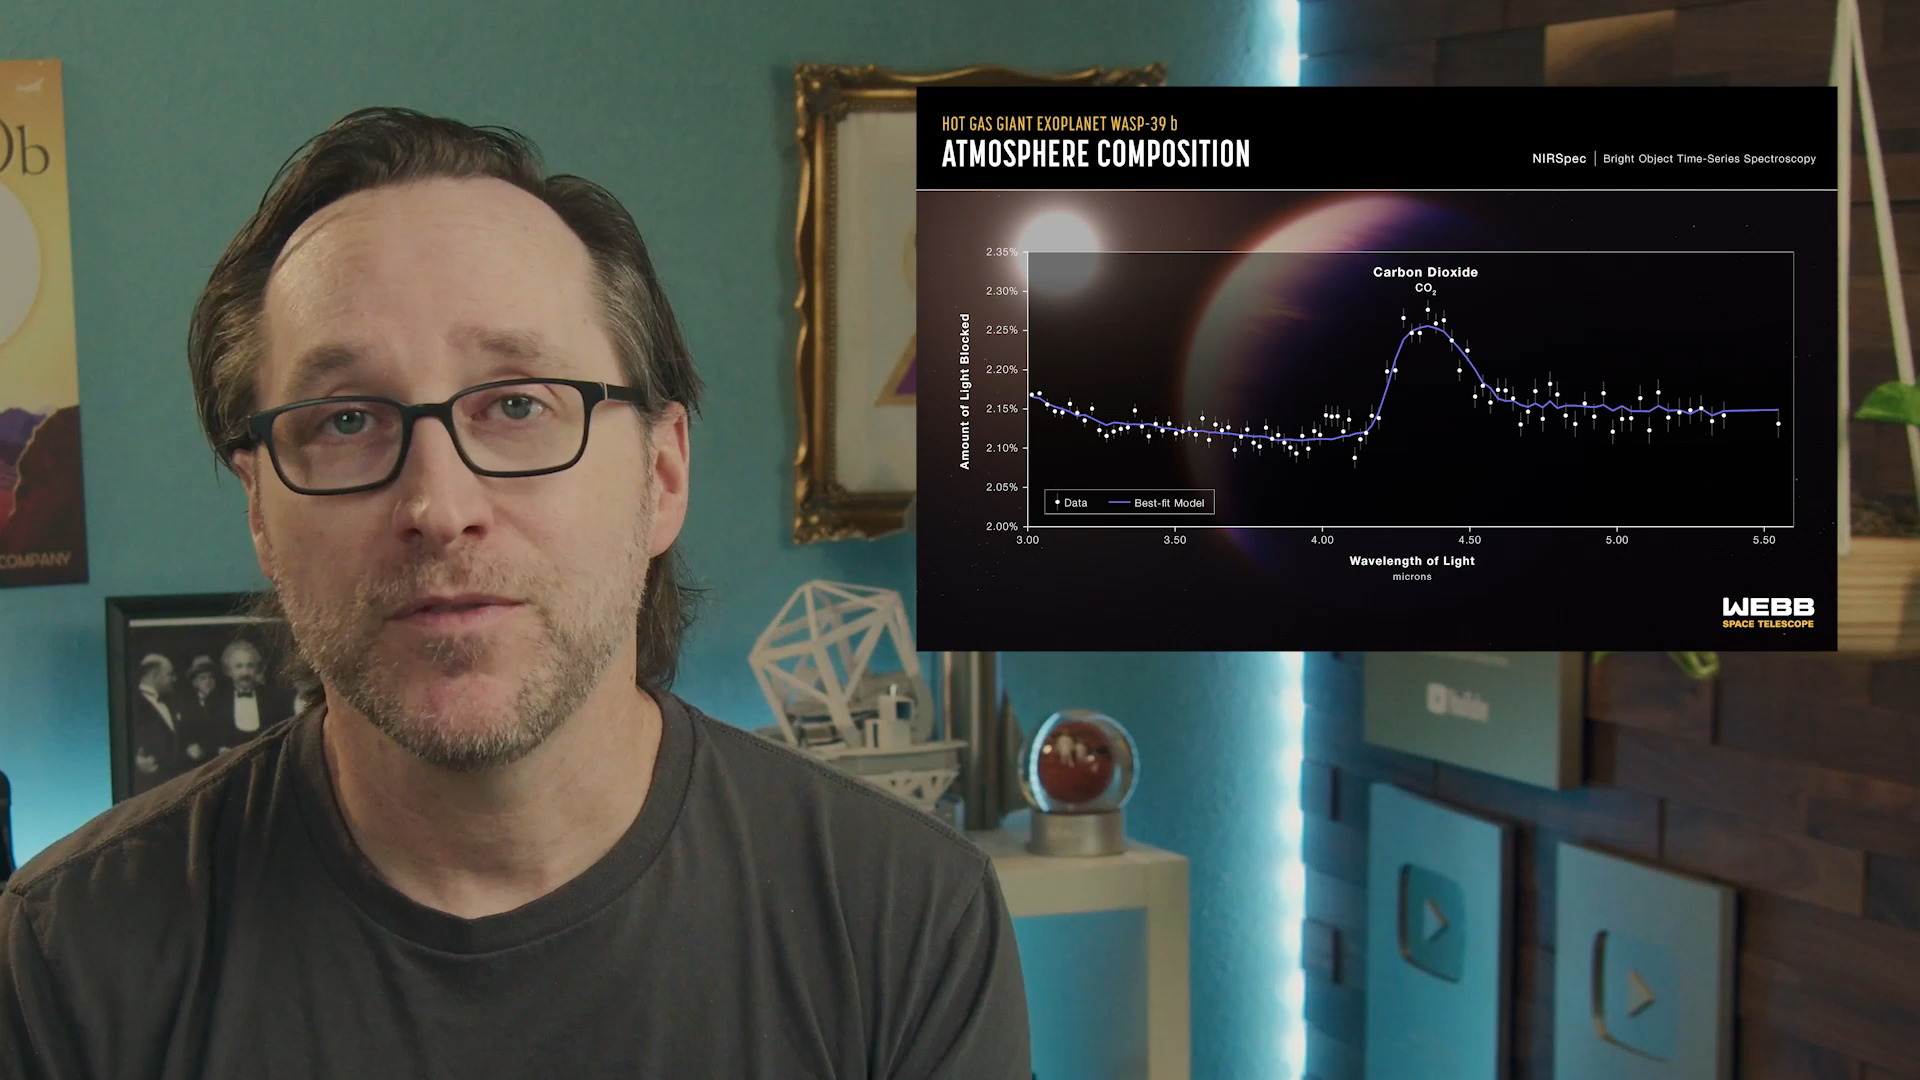 Ob
COMPANY
HOT GAS GIANT EXOPLANET WASP-39 b
ATMOSPHERE COMPOSITION
NIRSpec | Bright Object Time-Series Spectroscopy
2.35%
2.30%
2.25%
2.20%
2.15%
2.10%
2.05%
2.00%
Amount of Light Blocked
Carbon Dioxide
CO₂
Data
Best-fit Model
3.00 3.50 4.00 4.50 5.00 5.50
Wavelength of Light
microns
WEBB
SPACE TELESCOPE
YouTube